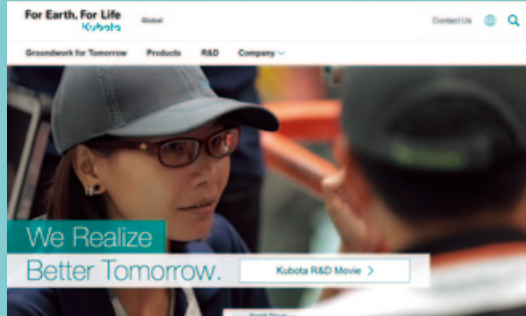 For Earth, For Life
Kubota
Global
Contact Us
Groundwork for Tomorrow Products R&D Company
We Realize
Better Tomorrow.
Kubota R&D Movie >